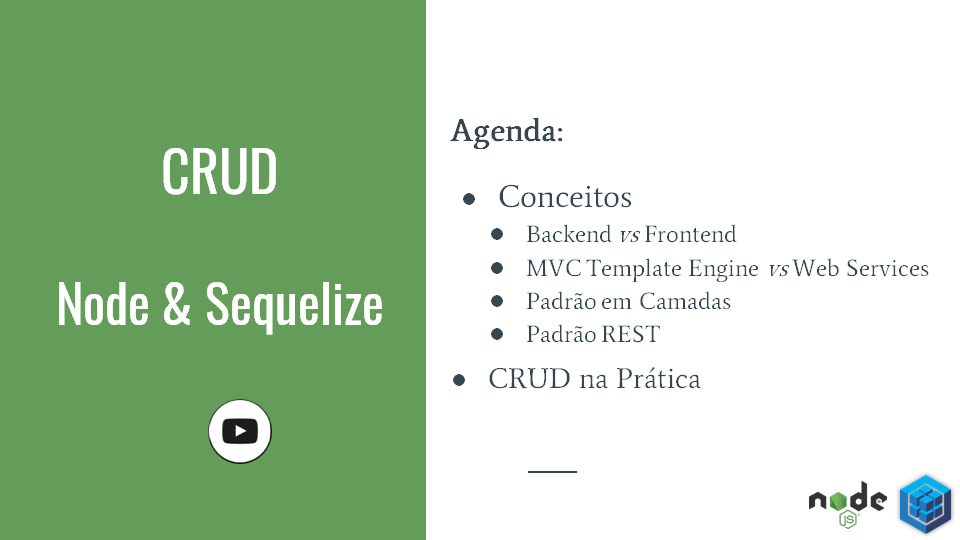 CRUD
Node & Sequelize
Agenda:
● Conceitos
● Backend vs Frontend
● MVC Template Engine vs Web Services
● Padrão em Camadas
● Padrão REST
● CRUD na Prática
node
JS